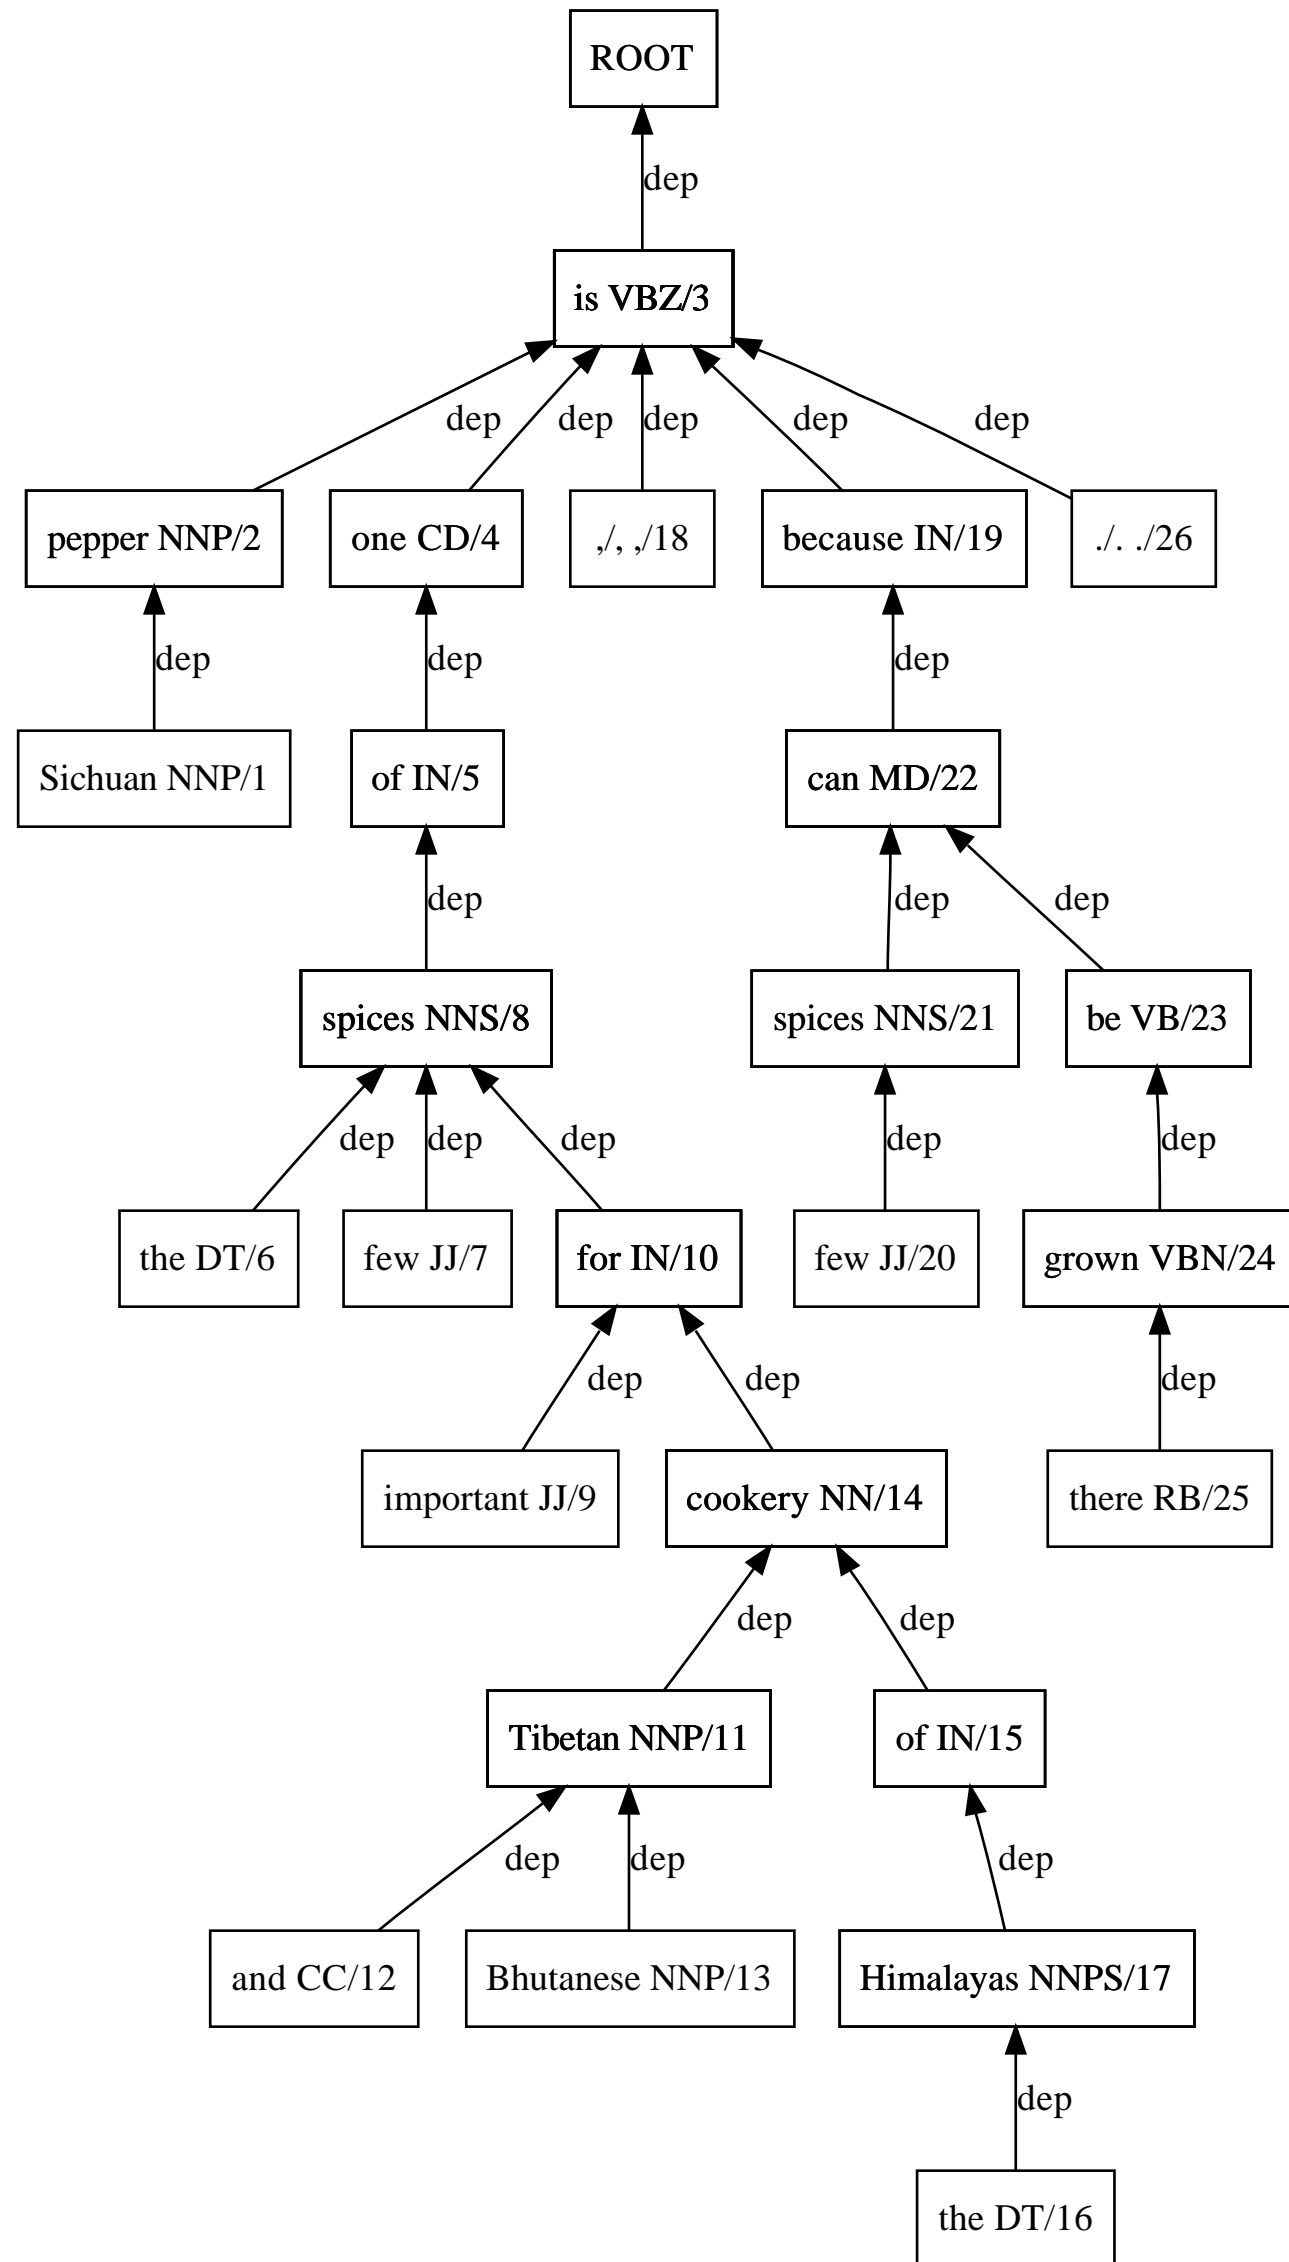 ROOT
dep
is VBZ/3
dep dep dep dep dep
pepper NNP/2 one CD/4 ,/, ,/18 because IN/19 ./. ./26
dep dep dep
Sichuan NNP/1 of IN/5 can MD/22
dep dep dep
spices NNS/8 spices NNS/21 be VB/23
dep dep dep dep dep
the DT/6 few JJ/7 for IN/10 few JJ/20 grown VBN/24
dep dep dep
important JJ/9 cookery NN/14 there RB/25
dep dep
Tibetan NNP/11 of IN/15
dep dep dep
and CC/12 Bhutanese NNP/13 Himalayas NNPS/17
dep
the DT/16